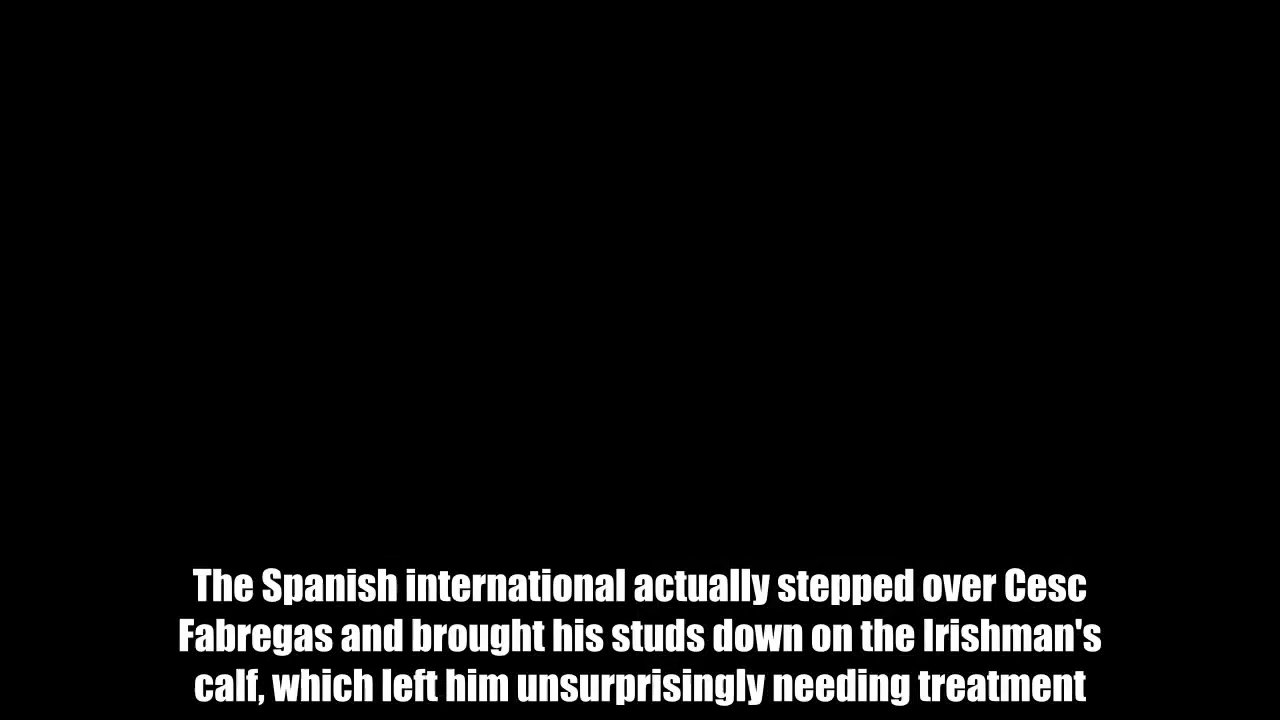 The Spanish international actually stepped over Cesc
Fabregas and brought his studs down on the Irishman's
calf, which left him unsurprisingly needing treatment